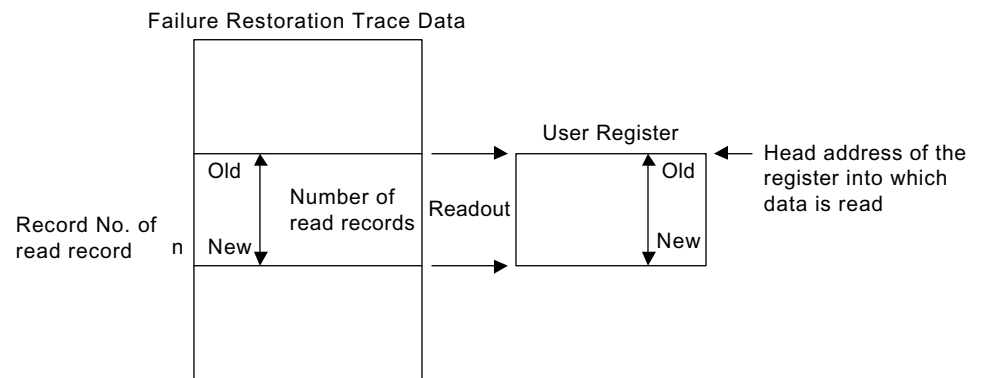 Failure Restoration Trace Data
User Register
Old
Number of
read records
New
Record No. of
read record
n
Readout
Old
New
Head address of the
register into which
data is read